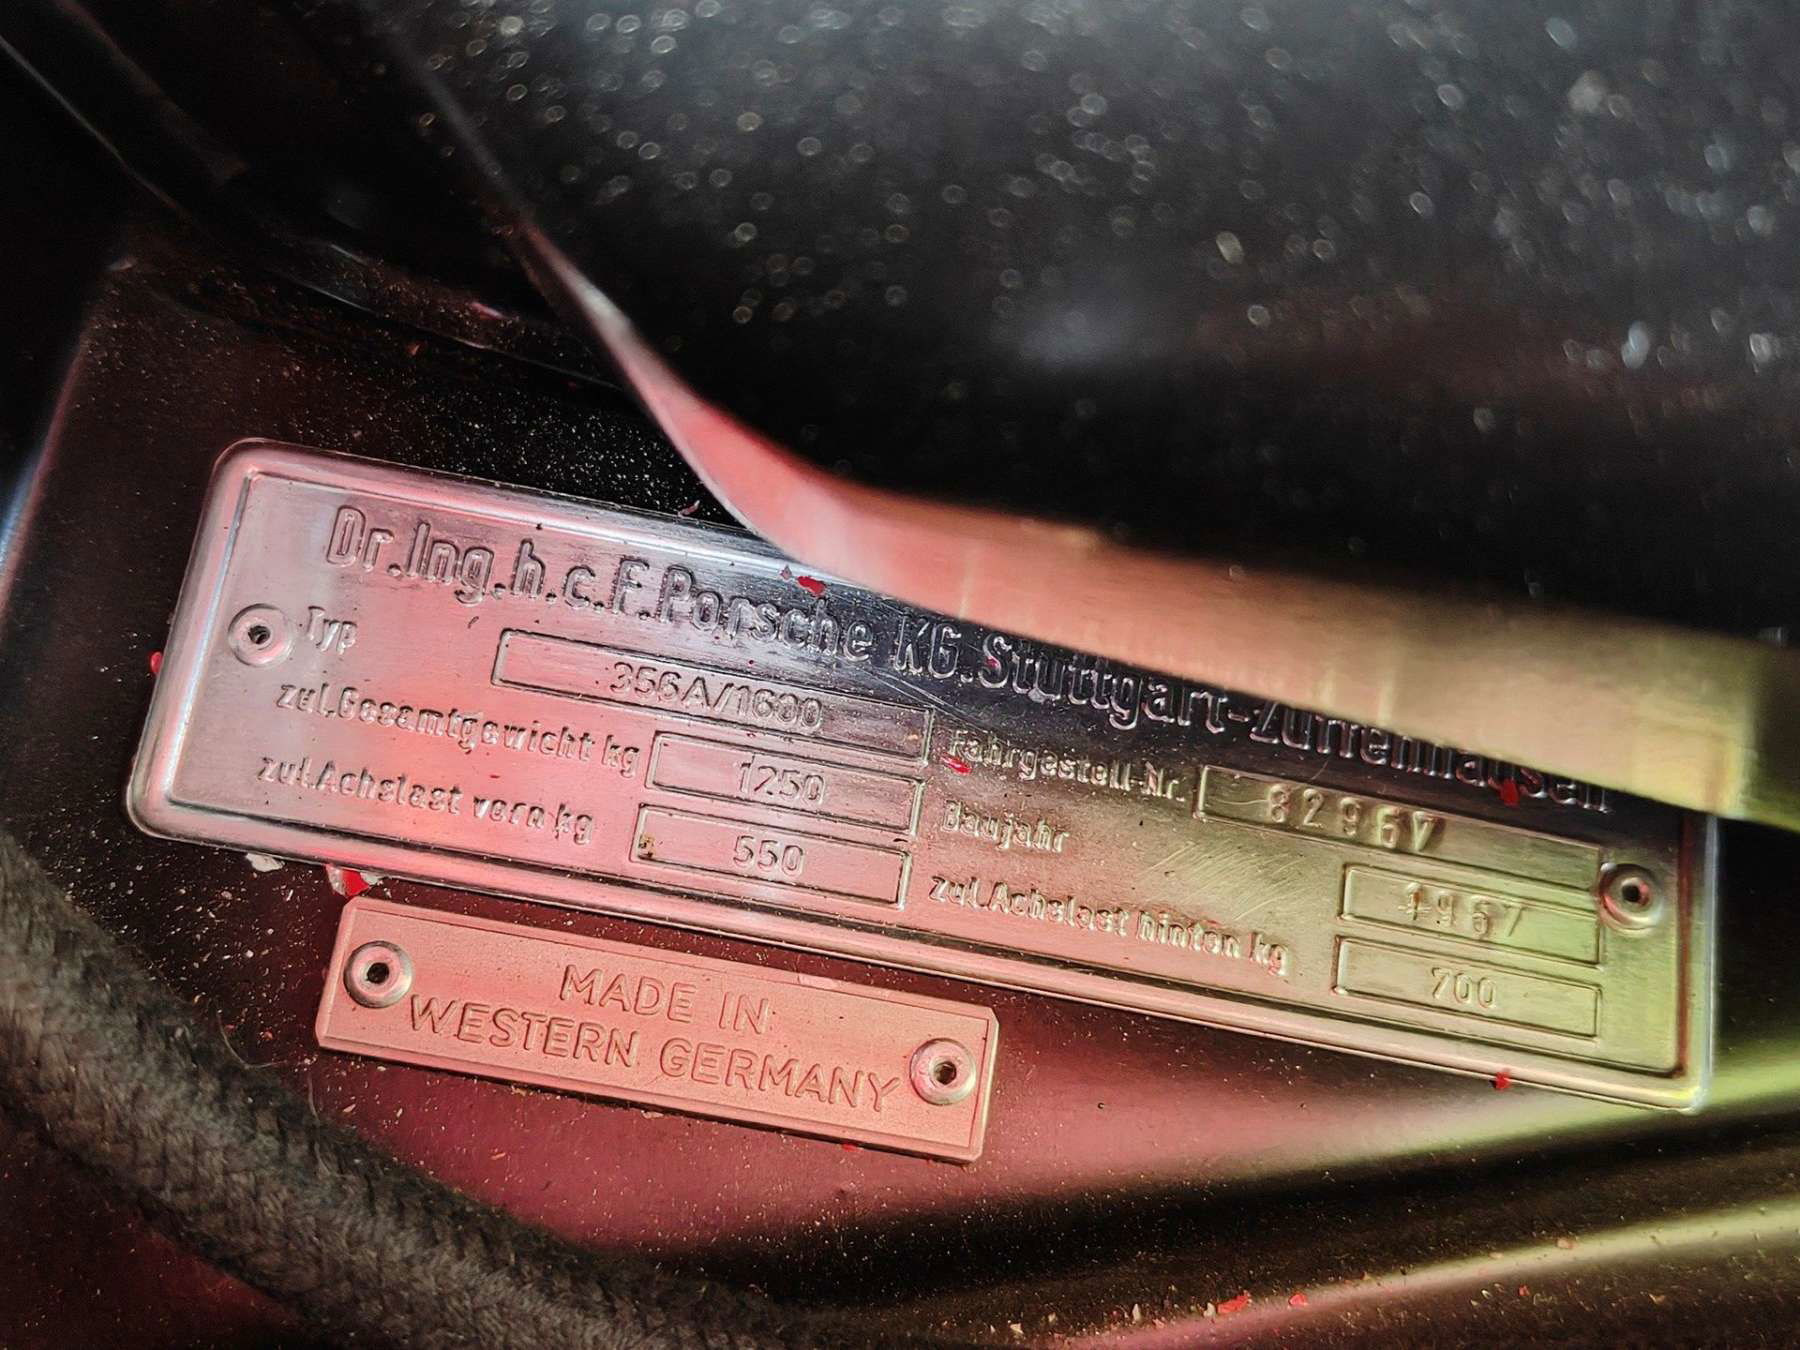 Dr.Ing.h.c.F.Porsche KG.Stuttgart-Zuffenhausen
Typ 356A/1600 Fahrgestell-Nr. 82967
zul.Gesamtgewicht kg 1250 Baujahr 1967
zul.Achslast vorn kg 550 zul.Achslast hinten kg 700
MADE IN
WESTERN GERMANY